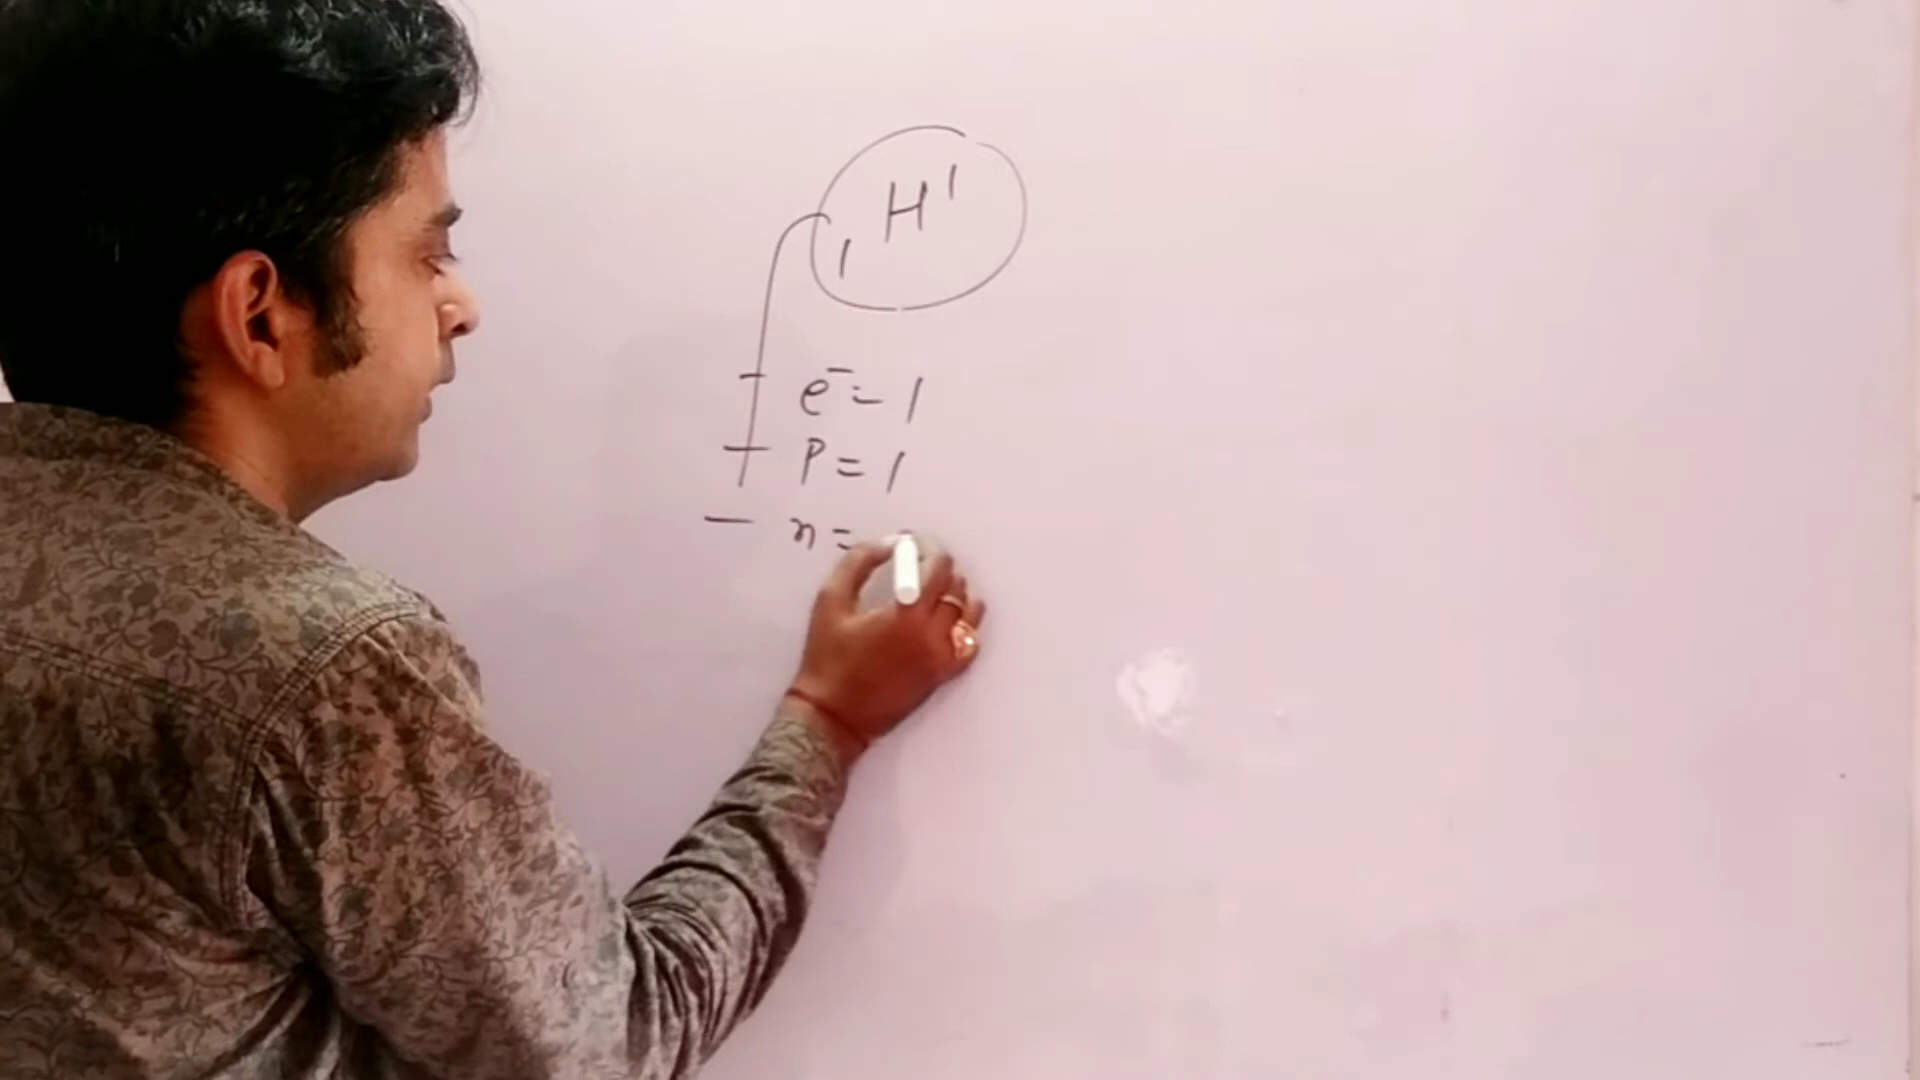 ₁H¹
e⁻ = 1
P = 1
n =